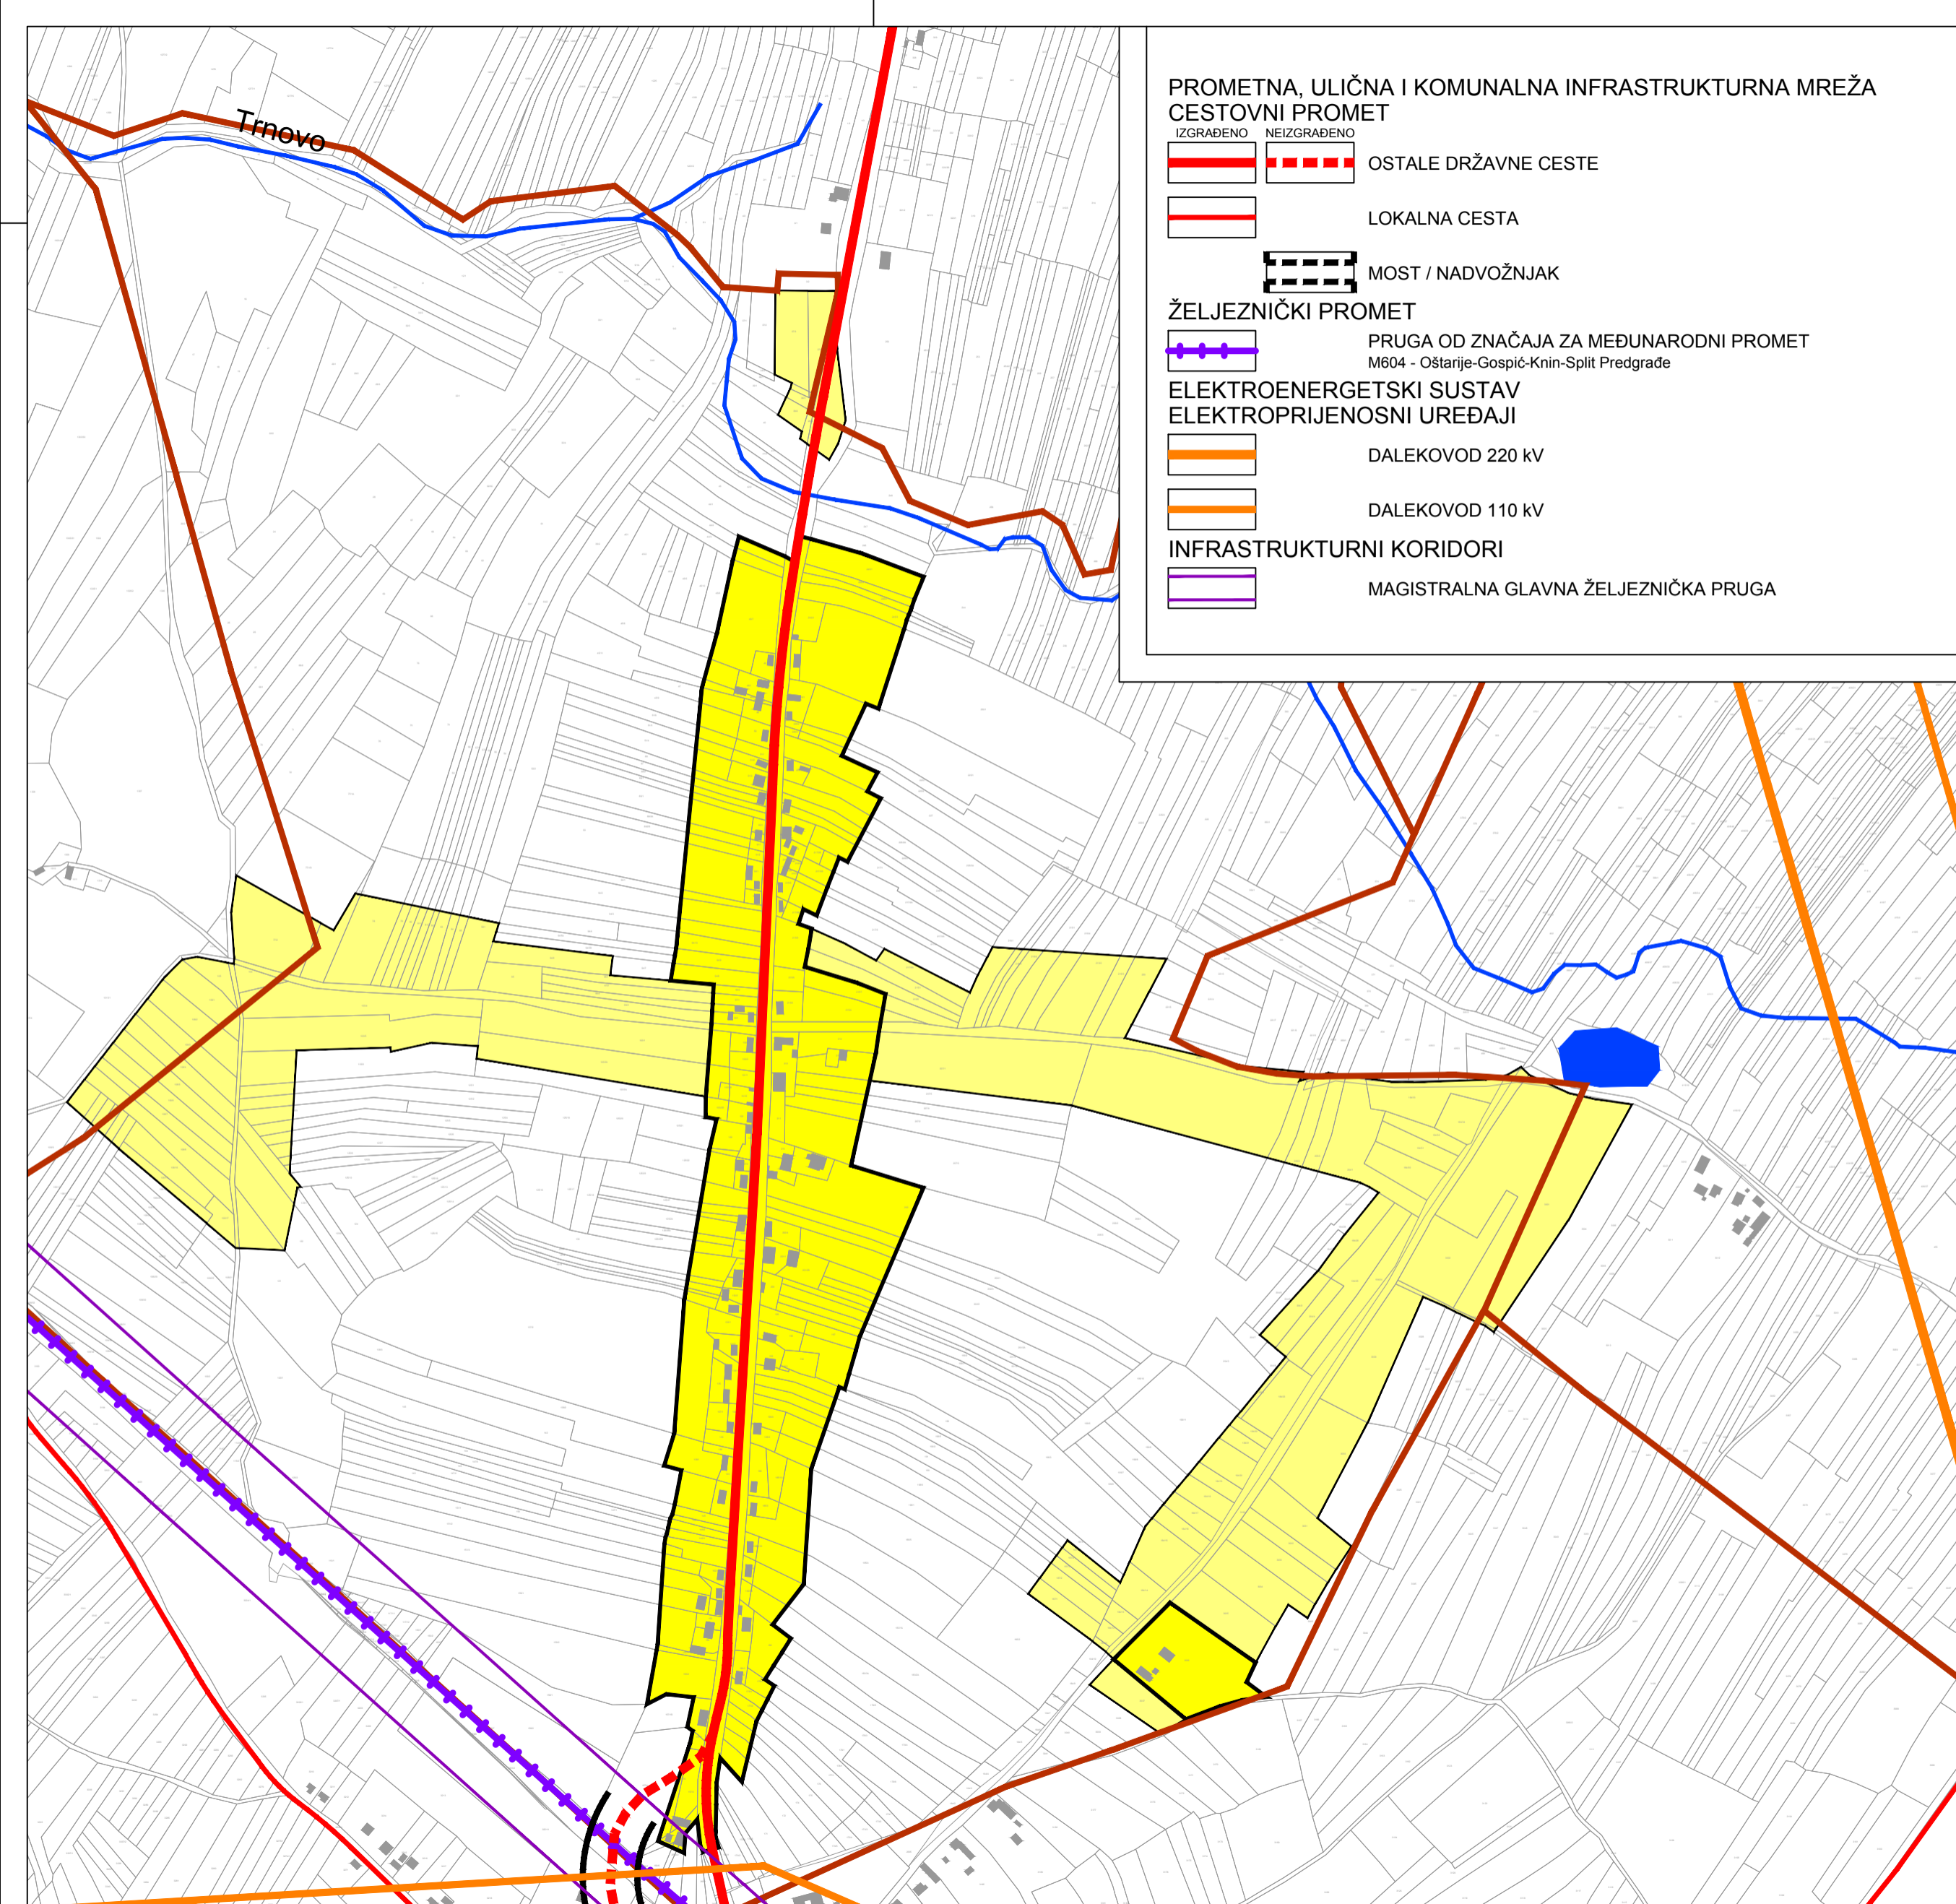 Trnovo
PROMETNA, ULIČNA I KOMUNALNA INFRASTRUKTURNA MREŽA
CESTOVNI PROMET
IZGRAĐENO NEIZGRAĐENO
OSTALE DRŽAVNE CESTE
LOKALNA CESTA
MOST / NADVOŽNJAK
ŽELJEZNIČKI PROMET
PRUGA OD ZNAČAJA ZA MEĐUNARODNI PROMET
M604 - Oštarije-Gospić-Knin-Split Predgrađe
ELEKTROENERGETSKI SUSTAV
ELEKTROPRIJENOSNI UREĐAJI
DALEKOVOD 220 kV
DALEKOVOD 110 kV
INFRASTRUKTURNI KORIDORI
MAGISTRALNA GLAVNA ŽELJEZNIČKA PRUGA